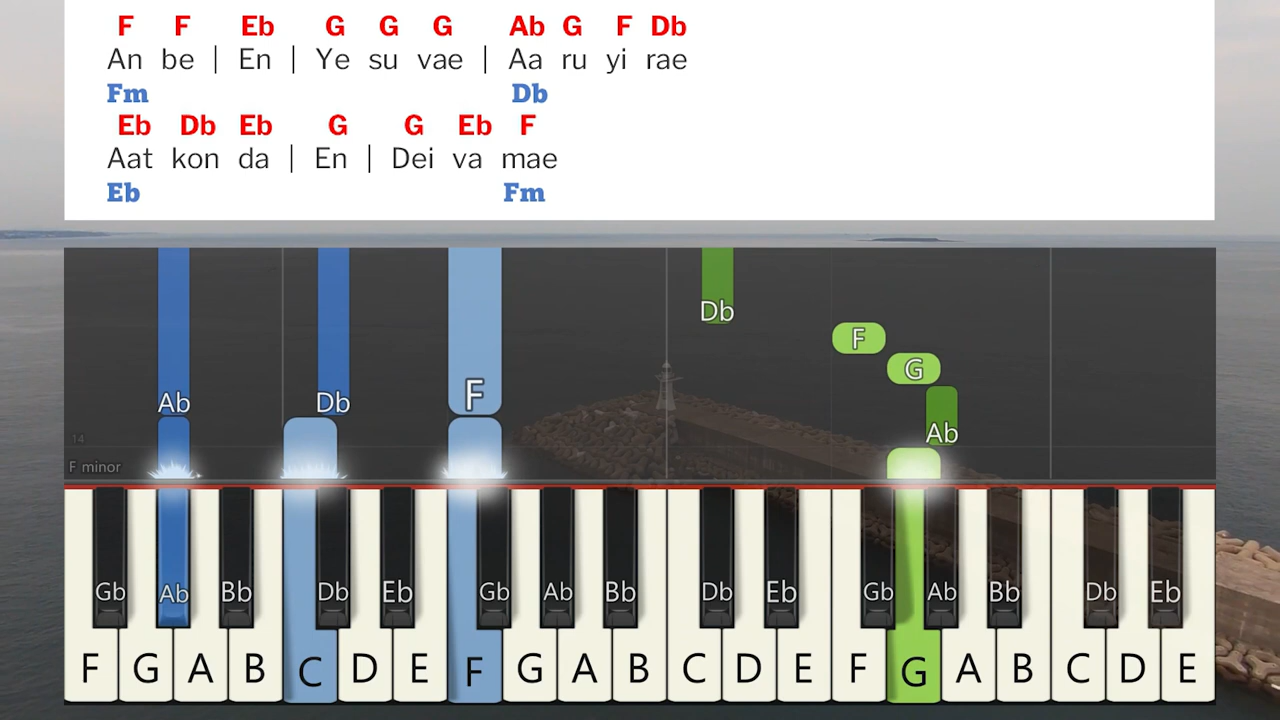 F F Eb G G G Ab G F Db
An be | En | Ye su vae | Aa ru yi rae
Fm Db
Eb Db Eb G G Eb F
Aat kon da | En | Dei va mae
Eb Fm
Db
F
G
Ab Db F
Ab
14
F minor
Gb Ab Bb Db Eb Gb Ab Bb Db Eb Gb Ab Bb Db Eb
F G A B C D E F G A B C D E F G A B C D E